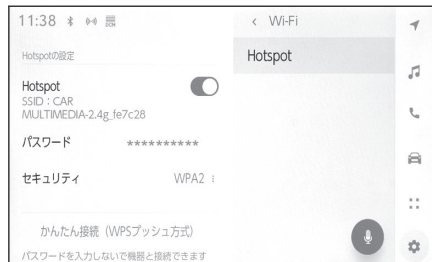 11:38
DCM
Hotspotの設定
Hotspot
SSID：CAR
MULTIMEDIA-2.4g_fe7c28
パスワード **********
セキュリティ WPA2
かんたん接続（WPSプッシュ方式）
パスワードを入力しないで機器と接続できます
< Wi-Fi
Hotspot